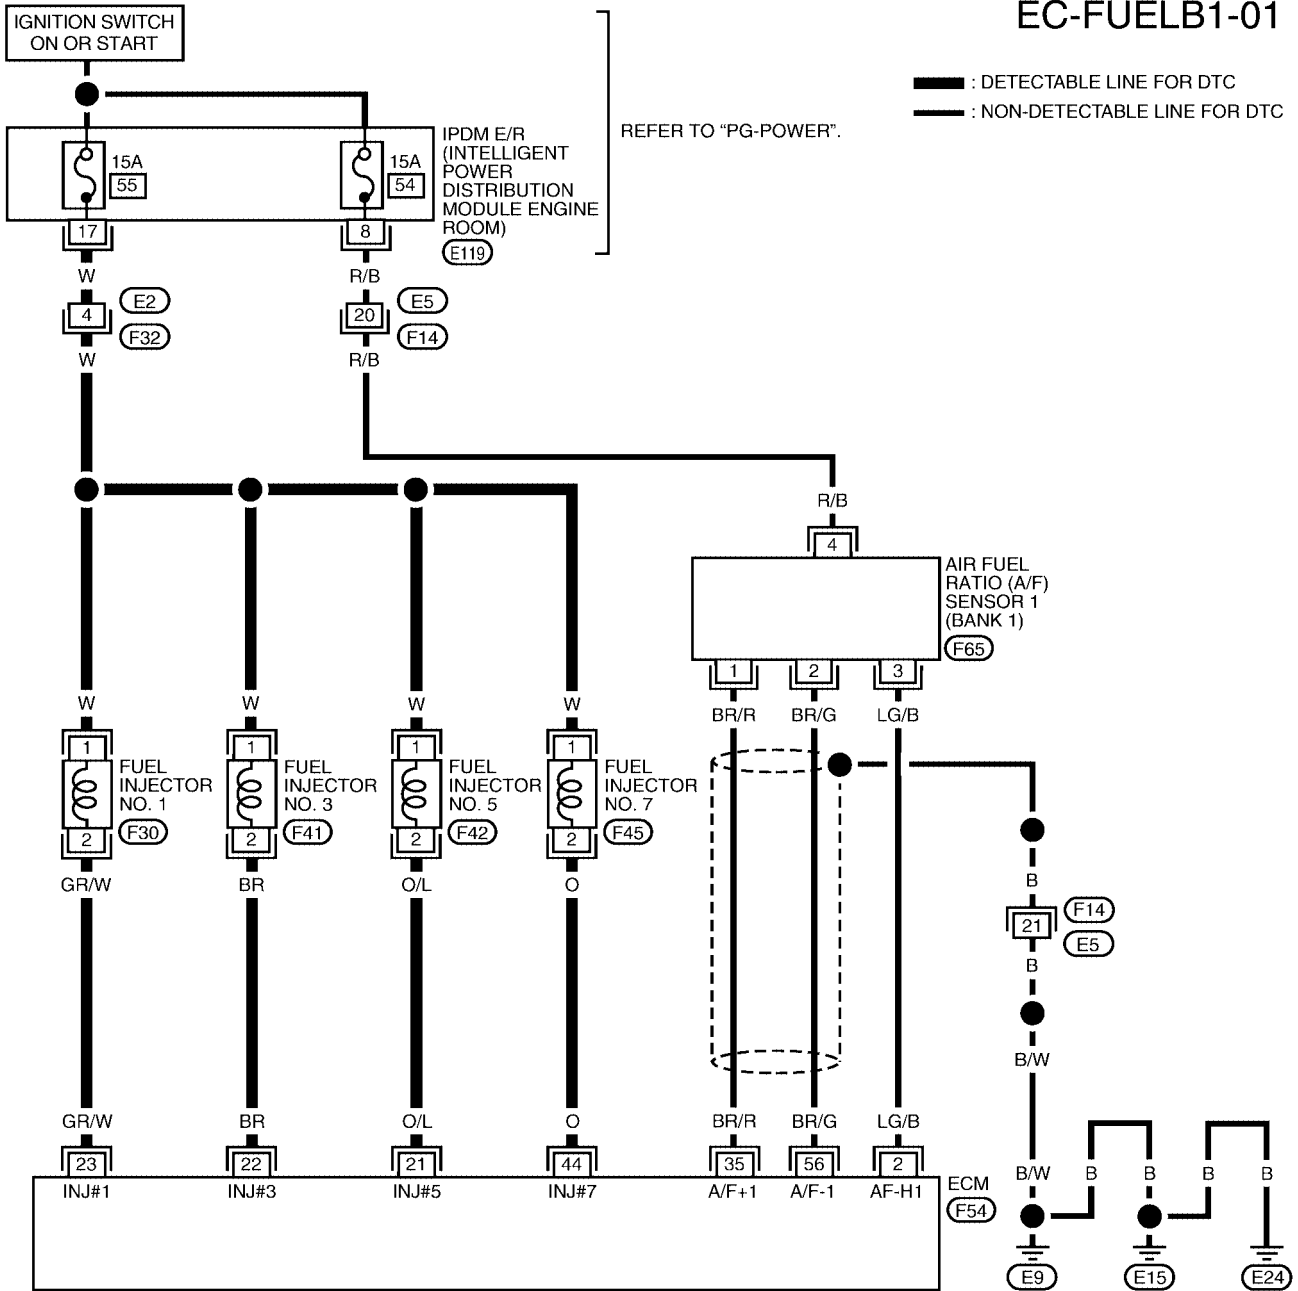 EC-FUELB1-01
IGNITION SWITCH
ON OR START
: DETECTABLE LINE FOR DTC
: NON-DETECTABLE LINE FOR DTC
REFER TO “PG-POWER”.
15A
55
15A
54
IPDM E/R
(INTELLIGENT
POWER
DISTRIBUTION
MODULE ENGINE
ROOM)
E119
17
8
W
R/B
4
E2
F32
20
E5
F14
W
R/B
R/B
4
AIR FUEL
RATIO (A/F)
SENSOR 1
(BANK 1)
F65
1
2
3
BR/R
BR/G
LG/B
W
W
W
W
1
1
1
1
FUEL
INJECTOR
NO. 1
F30
FUEL
INJECTOR
NO. 3
F41
FUEL
INJECTOR
NO. 5
F42
FUEL
INJECTOR
NO. 7
F45
2
2
2
2
GR/W
BR
O/L
O
B
21
F14
E5
B
B/W
GR/W
BR
O/L
O
BR/R
BR/G
LG/B
23
22
21
44
35
56
2
INJ#1
INJ#3
INJ#5
INJ#7
A/F+1
A/F-1
AF-H1
ECM
F54
B/W
B
B
B
B
E9
E15
E24